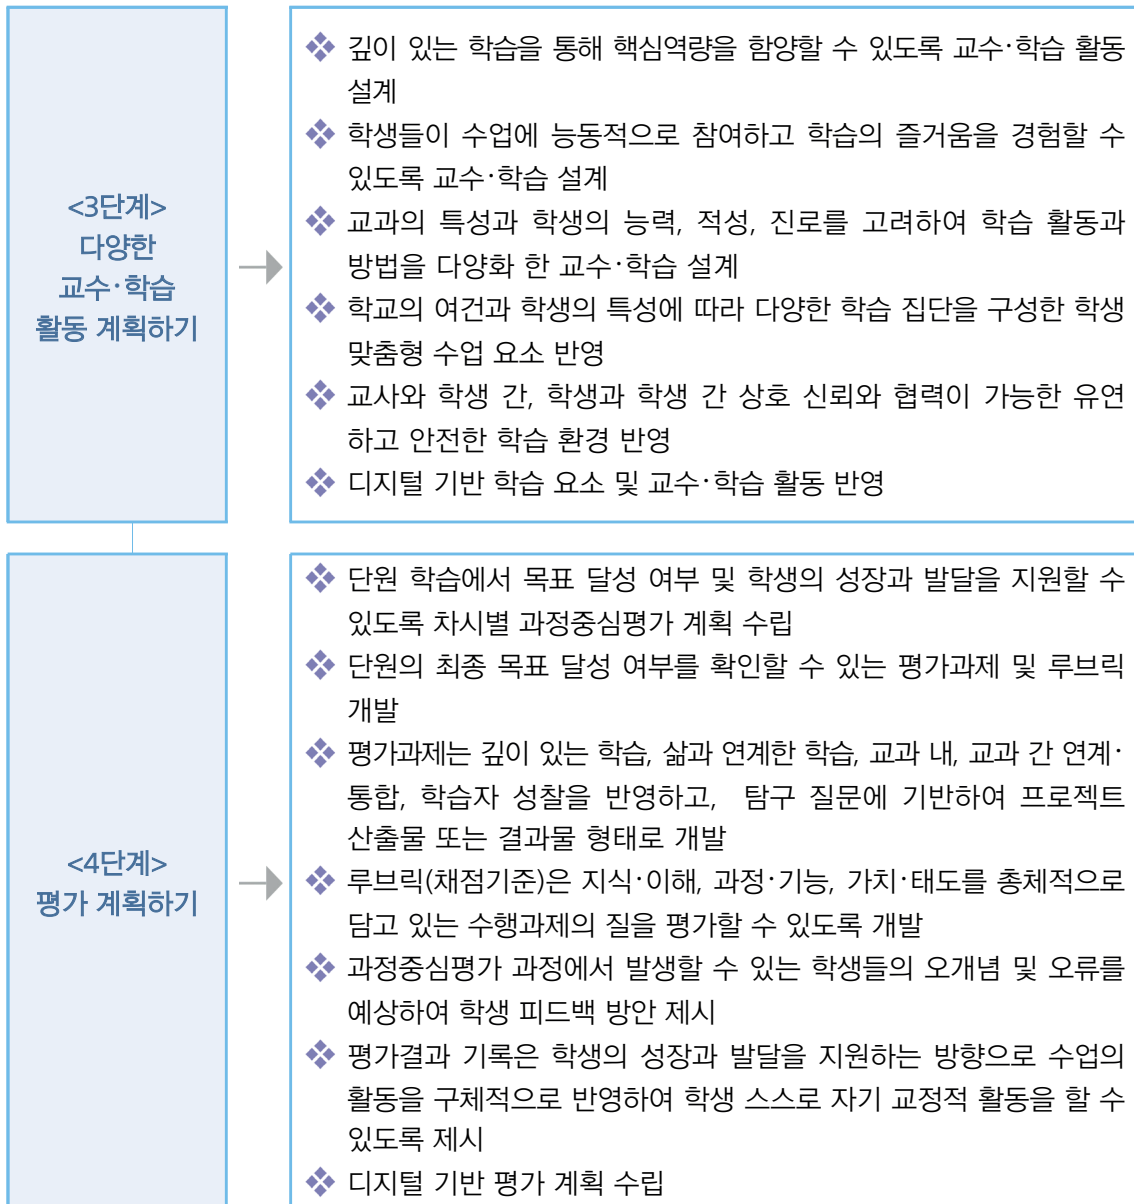 <3단계>
다양한
교수·학습
활동 계획하기
❖ 깊이 있는 학습을 통해 핵심역량을 함양할 수 있도록 교수·학습 활동
설계
❖ 학생들이 수업에 능동적으로 참여하고 학습의 즐거움을 경험할 수
있도록 교수·학습 설계
❖ 교과의 특성과 학생의 능력, 적성, 진로를 고려하여 학습 활동과
방법을 다양화 한 교수·학습 설계
❖ 학교의 여건과 학생의 특성에 따라 다양한 학습 집단을 구성한 학생
맞춤형 수업 요소 반영
❖ 교사와 학생 간, 학생과 학생 간 상호 신뢰와 협력이 가능한 유연
하고 안전한 학습 환경 반영
❖ 디지털 기반 학습 요소 및 교수·학습 활동 반영
<4단계>
평가 계획하기
❖ 단원 학습에서 목표 달성 여부 및 학생의 성장과 발달을 지원할 수
있도록 차시별 과정중심평가 계획 수립
❖ 단원의 최종 목표 달성 여부를 확인할 수 있는 평가과제 및 루브릭
개발
❖ 평가과제는 깊이 있는 학습, 삶과 연계한 학습, 교과 내, 교과 간 연계·
통합, 학습자 성찰을 반영하고, 탐구 질문에 기반하여 프로젝트
산출물 또는 결과물 형태로 개발
❖ 루브릭(채점기준)은 지식·이해, 과정·기능, 가치·태도를 총체적으로
담고 있는 수행과제의 질을 평가할 수 있도록 개발
❖ 과정중심평가 과정에서 발생할 수 있는 학생들의 오개념 및 오류를
예상하여 학생 피드백 방안 제시
❖ 평가결과 기록은 학생의 성장과 발달을 지원하는 방향으로 수업의
활동을 구체적으로 반영하여 학생 스스로 자기 교정적 활동을 할 수
있도록 제시
❖ 디지털 기반 평가 계획 수립